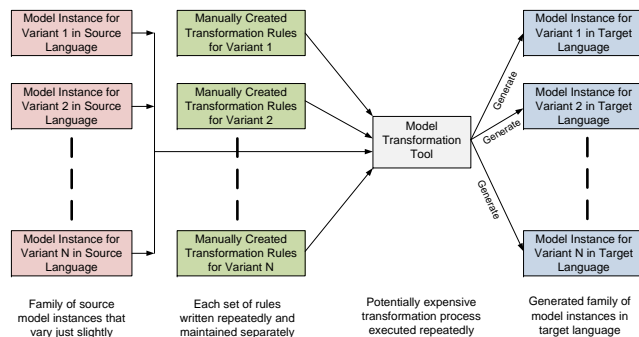 Model Instance for
Variant 1 in Source
Language
Manually Created
Transformation Rules
for Variant 1
Model Instance for
Variant 1 in Target
Language
Model Instance for
Variant 2 in Source
Language
Manually Created
Transformation Rules
for Variant 2
Model
Transformation
Tool
Generate
Generate
Generate
Model Instance for
Variant 2 in Target
Language
Model Instance for
Variant N in Source
Language
Manually Created
Transformation Rules
for Variant N
Model Instance for
Variant N in Target
Language
Family of source
model instances that
vary just slightly
Each set of rules
written repeatedly and
maintained separately
Potentially expensive
transformation process
executed repeatedly
Generated family of
model instances in
target language